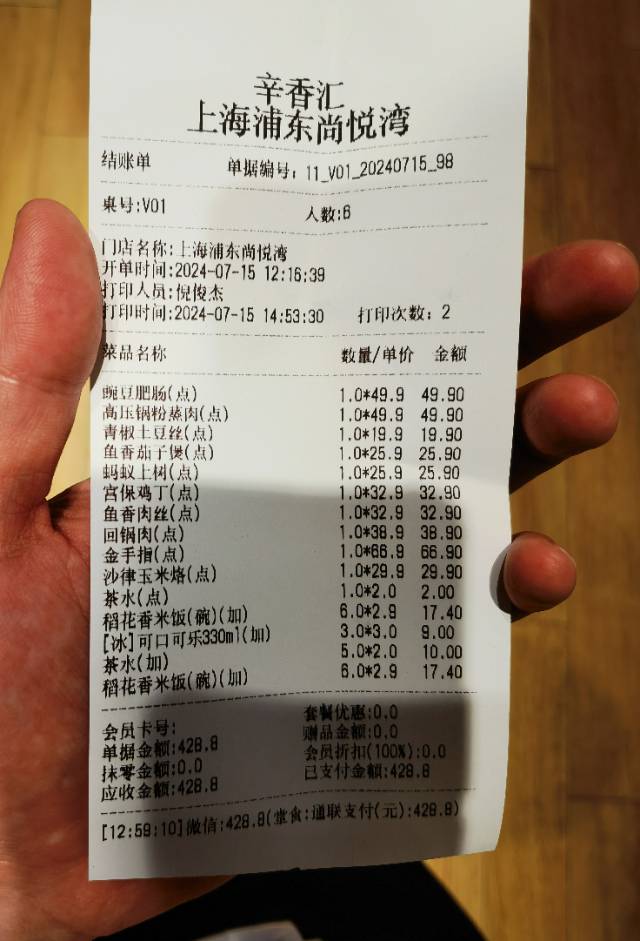 辛香汇
上海浦东尚悦湾
结账单 单据编号：11_V01_20240715_98
桌号:V01 人数:6
门店名称:上海浦东尚悦湾
开单时间:2024-07-15 12:16:39
打印人员:倪俊杰
打印时间:2024-07-15 14:53:30 打印次数：2
菜品名称 数量/单价 金额
豌豆肥肠(点) 1.0*49.9 49.90
高压锅粉蒸肉(点) 1.0*49.9 49.90
青椒土豆丝(点) 1.0*19.9 19.90
鱼香茄子煲(点) 1.0*25.9 25.90
蚂蚁上树(点) 1.0*25.9 25.90
宫保鸡丁(点) 1.0*32.9 32.90
鱼香肉丝(点) 1.0*32.9 32.90
回锅肉(点) 1.0*38.9 38.90
金手指(点) 1.0*66.9 66.90
沙律玉米烙(点) 1.0*29.9 29.90
茶水(点) 1.0*2.0 2.00
稻花香米饭(碗)(加) 6.0*2.9 17.40
[冰]可口可乐330ml(加) 3.0*3.0 9.00
茶水(加) 5.0*2.0 10.00
稻花香米饭(碗)(加) 6.0*2.9 17.40
会员卡号: 套餐优惠:0.0
单据金额:428.8 赠品金额:0.0
抹零金额:0.0 会员折扣(100%):0.0
应收金额:428.8 已支付金额:428.8
[12:59:10]微信:428.8(堂食:通联支付(元):428.8)